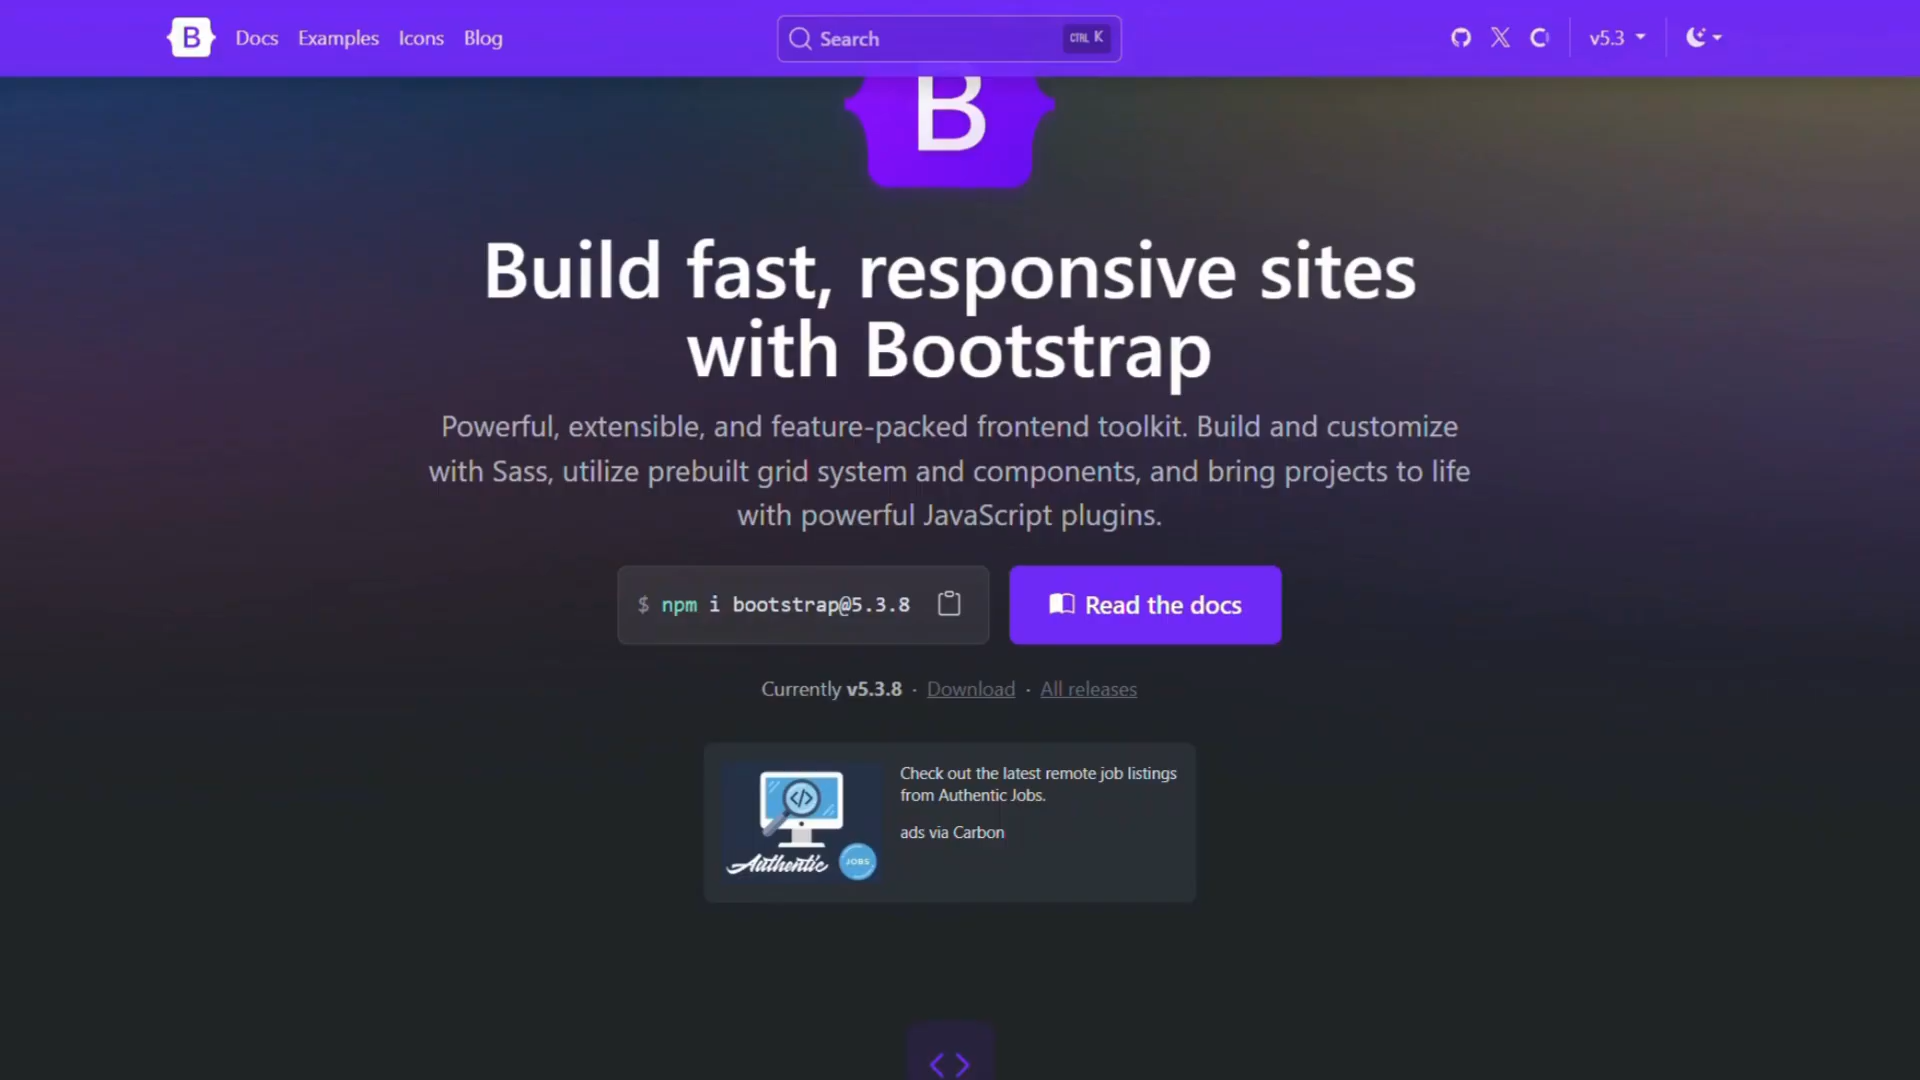 B Docs Examples Icons Blog Search CTRL K v5.3
B
Build fast, responsive sites
with Bootstrap
Powerful, extensible, and feature-packed frontend toolkit. Build and customize
with Sass, utilize prebuilt grid system and components, and bring projects to life
with powerful JavaScript plugins.
$ npm i bootstrap@5.3.8
Read the docs
Currently v5.3.8 · Download · All releases
Check out the latest remote job listings
from Authentic Jobs.
ads via Carbon
Authentic JOBS